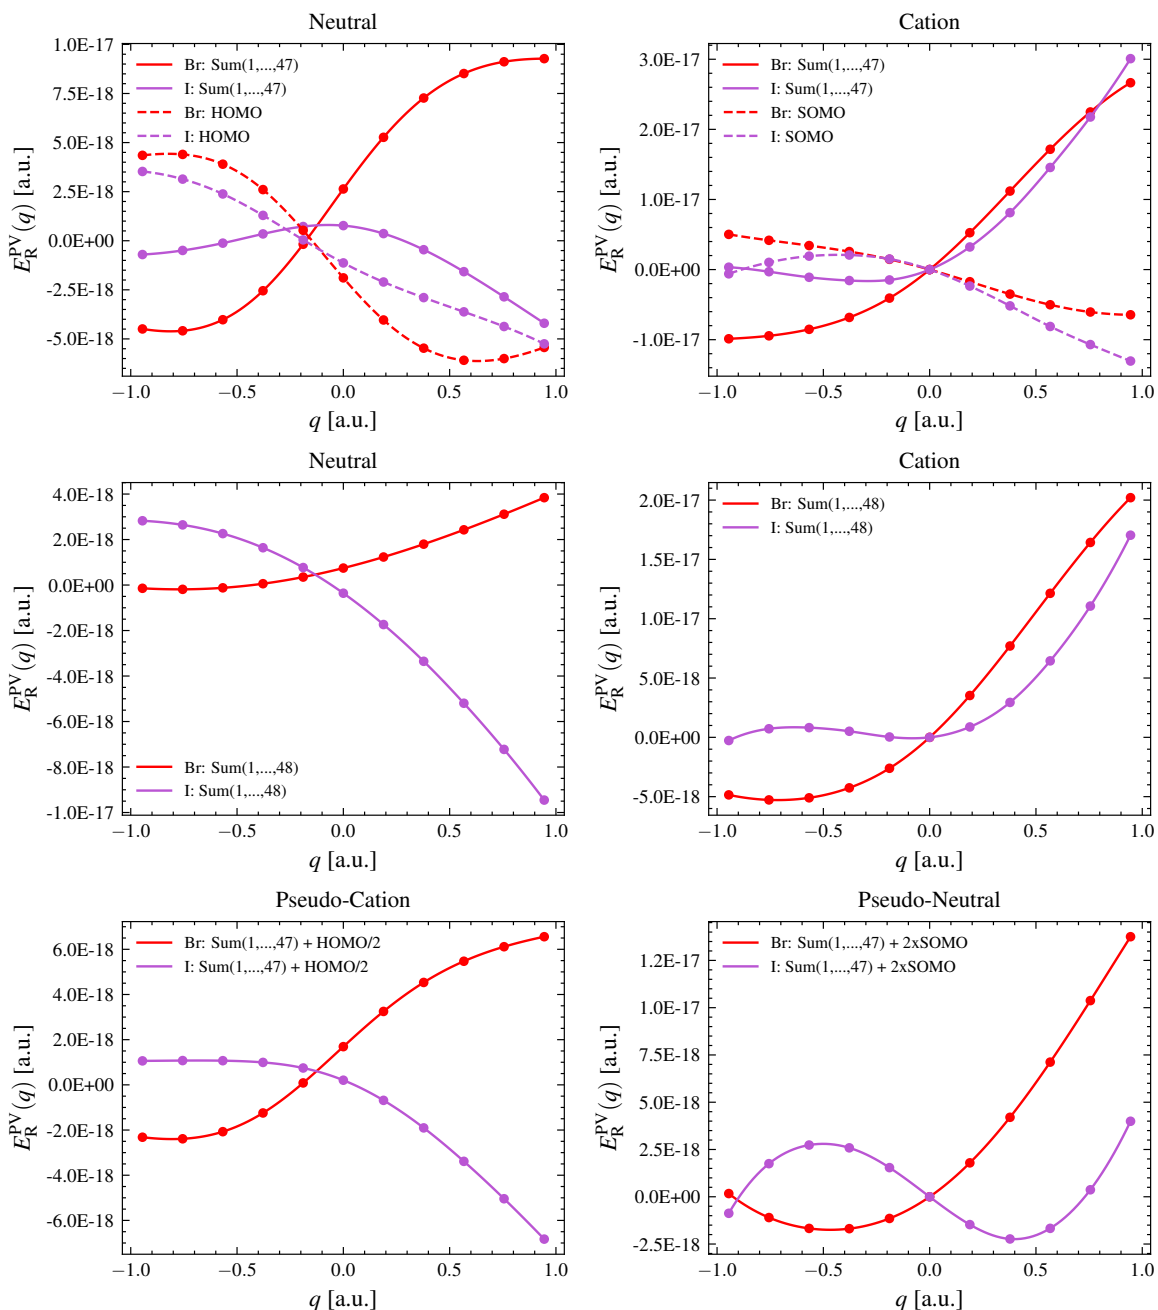 Neutral
1.0E-17
7.5E-18
5.0E-18
2.5E-18
0.0E+00
-2.5E-18
-5.0E-18
E_R^PV(q) [a.u.]
Br: Sum(1,...,47)
I: Sum(1,...,47)
Br: HOMO
I: HOMO
−1.0 −0.5 0.0 0.5 1.0
q [a.u.]
Cation
3.0E-17
2.0E-17
1.0E-17
0.0E+00
-1.0E-17
E_R^PV(q) [a.u.]
Br: Sum(1,...,47)
I: Sum(1,...,47)
Br: SOMO
I: SOMO
−1.0 −0.5 0.0 0.5 1.0
q [a.u.]
Neutral
4.0E-18
2.0E-18
0.0E+00
-2.0E-18
-4.0E-18
-6.0E-18
-8.0E-18
-1.0E-17
E_R^PV(q) [a.u.]
Br: Sum(1,...,48)
I: Sum(1,...,48)
−1.0 −0.5 0.0 0.5 1.0
q [a.u.]
Cation
2.0E-17
1.5E-17
1.0E-17
5.0E-18
0.0E+00
-5.0E-18
E_R^PV(q) [a.u.]
Br: Sum(1,...,48)
I: Sum(1,...,48)
−1.0 −0.5 0.0 0.5 1.0
q [a.u.]
Pseudo-Cation
6.0E-18
4.0E-18
2.0E-18
0.0E+00
-2.0E-18
-4.0E-18
-6.0E-18
E_R^PV(q) [a.u.]
Br: Sum(1,...,47) + HOMO/2
I: Sum(1,...,47) + HOMO/2
−1.0 −0.5 0.0 0.5 1.0
q [a.u.]
Pseudo-Neutral
1.2E-17
1.0E-17
7.5E-18
5.0E-18
2.5E-18
0.0E+00
-2.5E-18
E_R^PV(q) [a.u.]
Br: Sum(1,...,47) + 2xSOMO
I: Sum(1,...,47) + 2xSOMO
−1.0 −0.5 0.0 0.5 1.0
q [a.u.]